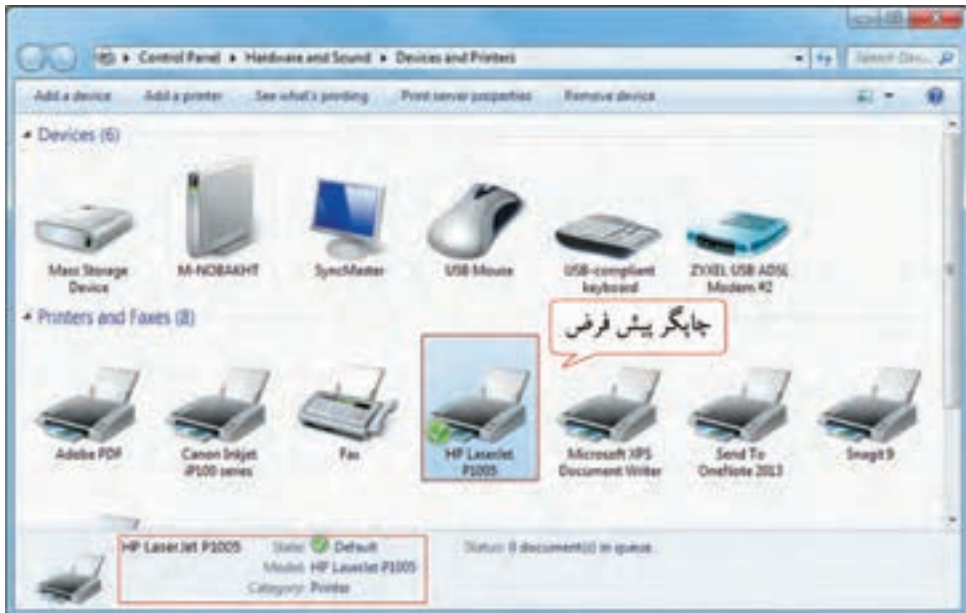 Control Panel ▸ Hardware and Sound ▸ Devices and Printers
Add a device Add a printer See what's printing Print server properties Remove device
Devices (6)
Mass Storage Device
M-NOBAKHT
SyncMaster
USB Mouse
USB-compliant keyboard
ZYXEL USB ADSL Modem #2
Printers and Faxes (8)
چاپگر پیش فرض
Adobe PDF
Canon Inkjet iP100 series
Fax
HP LaserJet P1005
Microsoft XPS Document Writer
Send To OneNote 2013
Snagit 9
HP LaserJet P1005 State: Default Status: 0 document(s) in queue
Model: HP LaserJet P1005
Category: Printer